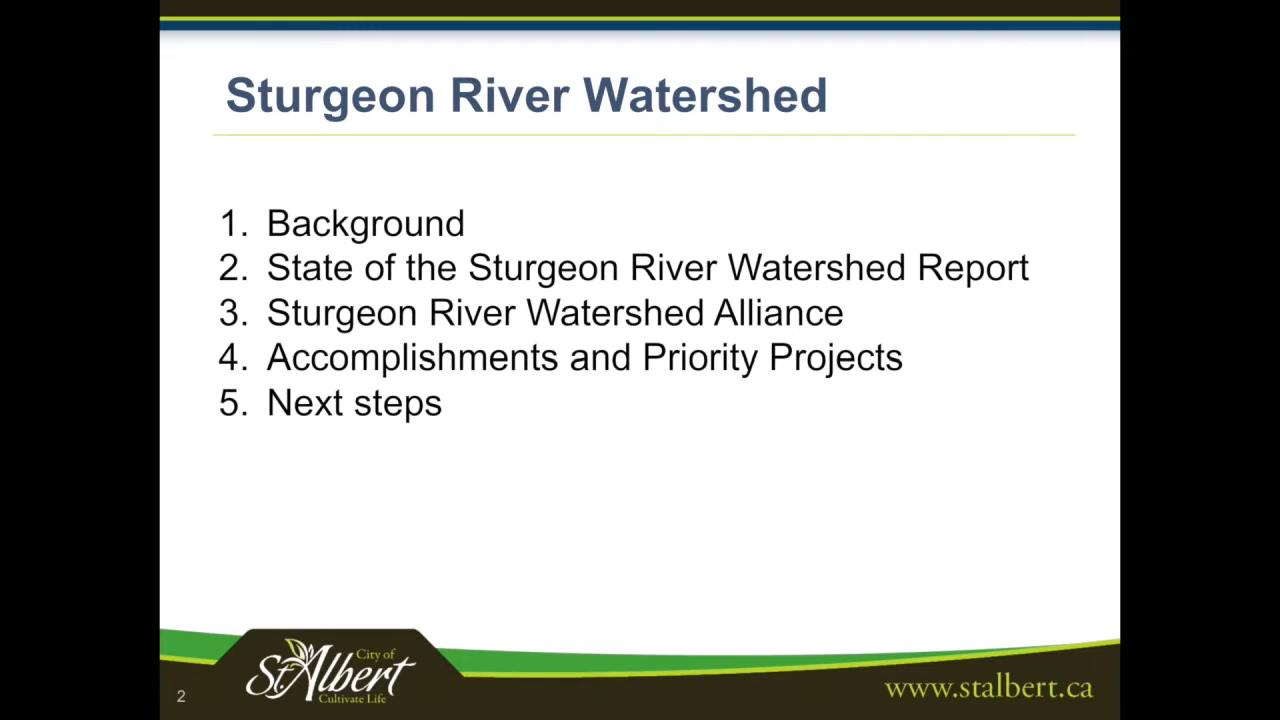 Sturgeon River Watershed
1. Background
2. State of the Sturgeon River Watershed Report
3. Sturgeon River Watershed Alliance
4. Accomplishments and Priority Projects
5. Next steps
City of
St. Albert
Cultivate Life
2
www.stalbert.ca